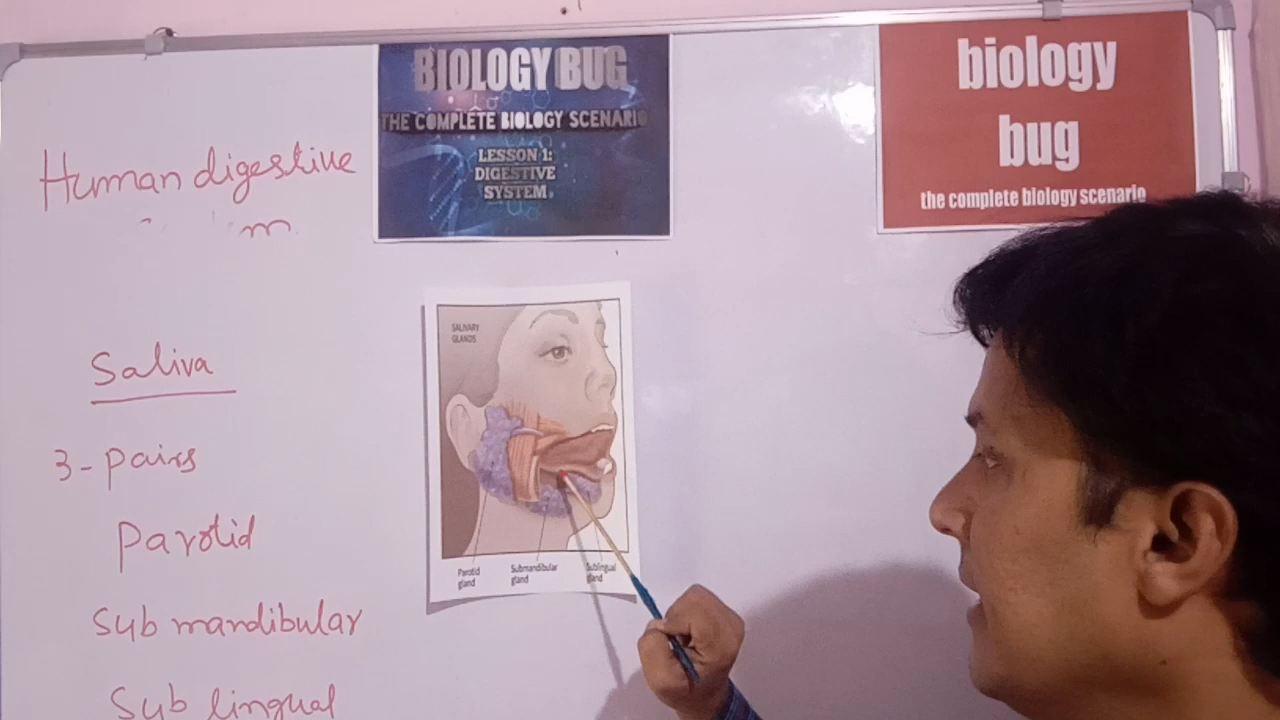 Human digestive
BIOLOGY BUG
THE COMPLETE BIOLOGY SCENARIO
LESSON 1:
DIGESTIVE
SYSTEM.
biology
bug
the complete biology scenario
SALIVARY
GLANDS
Saliva
3-pairs
Parotid
Sub mandibular
Sub lingual
Parotid
gland
Submandibular
gland
Sublingual
gland